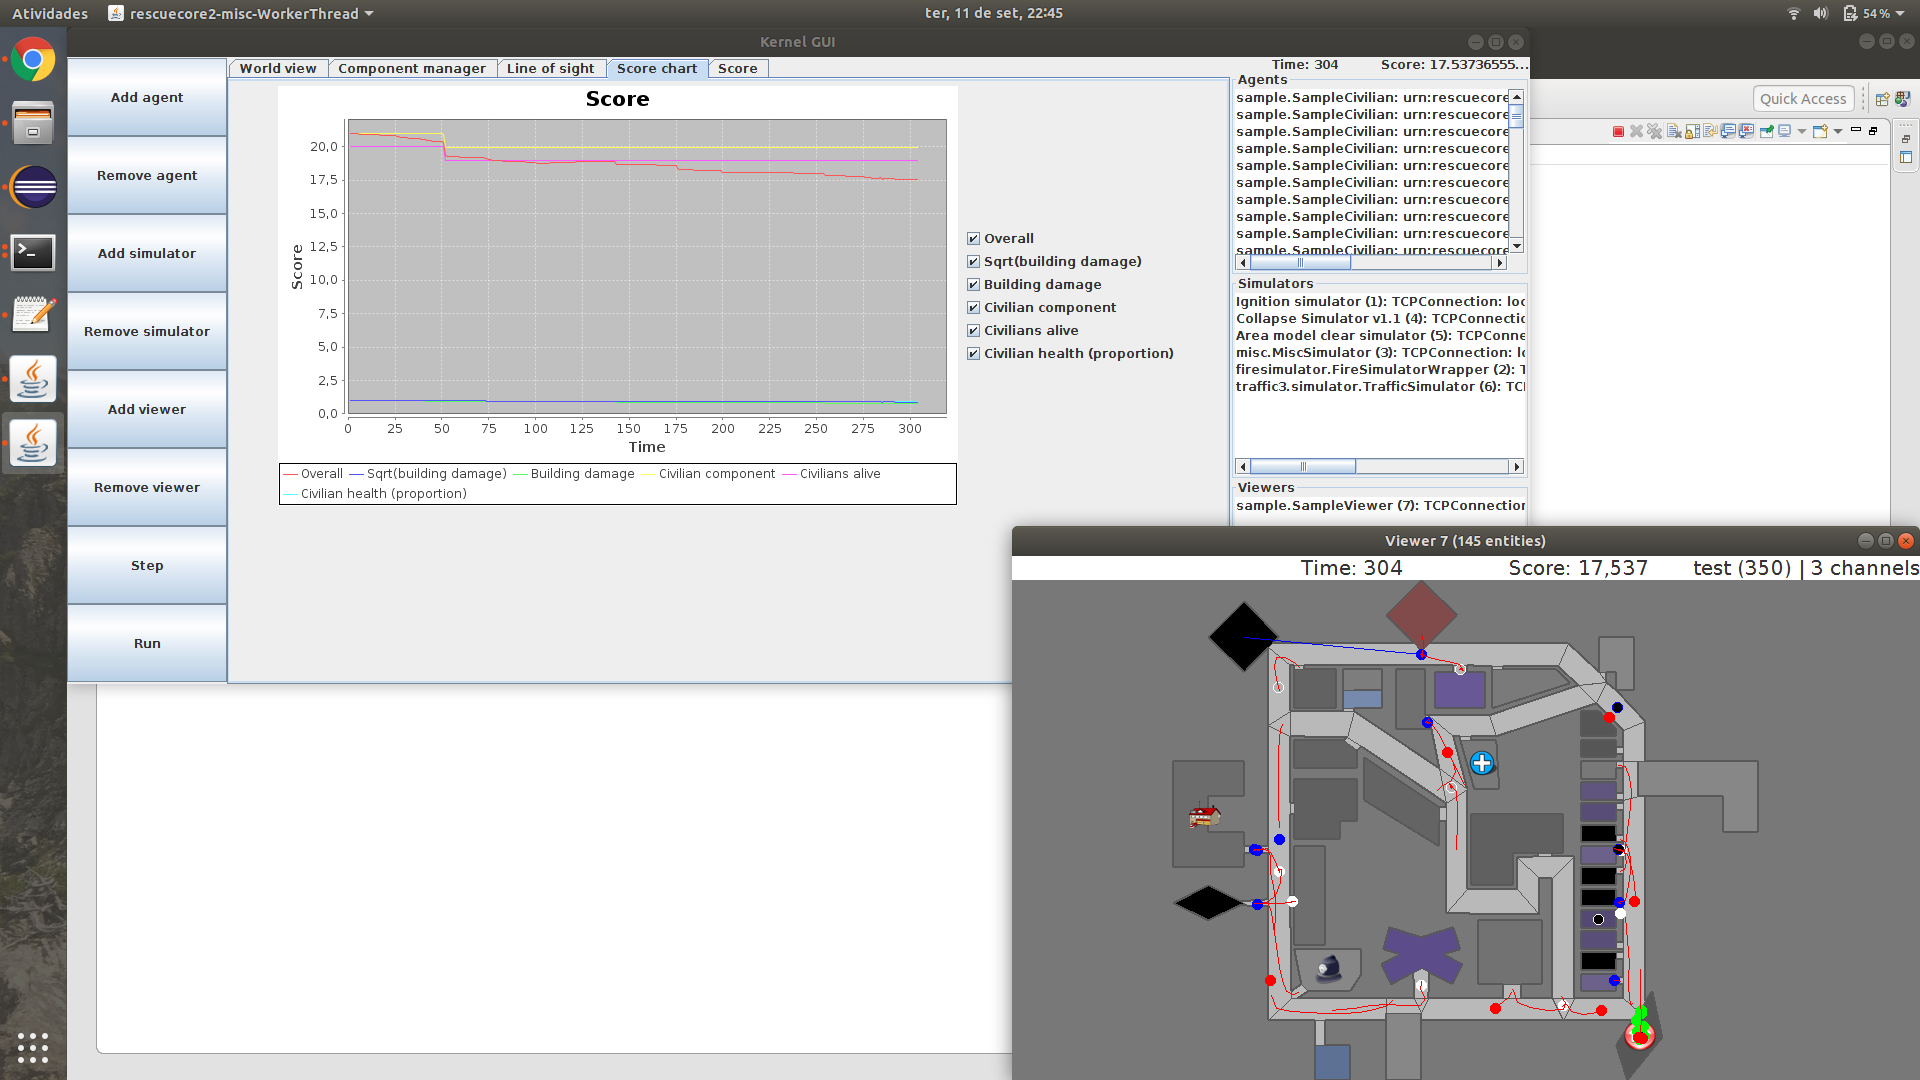 Atividades
rescuecore2-misc-WorkerThread
ter, 11 de set, 22:45
54 %
Kernel GUI
Quick Access
Add agent
Remove agent
Add simulator
Remove simulator
Add viewer
Remove viewer
Step
Run
World view
Component manager
Line of sight
Score chart
Score
Time: 304
Score: 17.53736555...
Score
Score
20,0
17,5
15,0
12,5
10,0
7,5
5,0
2,5
0,0
0 25 50 75 100 125 150 175 200 225 250 275 300
Time
Overall Sqrt(building damage) Building damage Civilian component Civilians alive
Civilian health (proportion)
Overall
Sqrt(building damage)
Building damage
Civilian component
Civilians alive
Civilian health (proportion)
Agents
sample.SampleCivilian: urn:rescuecore
sample.SampleCivilian: urn:rescuecore
sample.SampleCivilian: urn:rescuecore
sample.SampleCivilian: urn:rescuecore
sample.SampleCivilian: urn:rescuecore
sample.SampleCivilian: urn:rescuecore
sample.SampleCivilian: urn:rescuecore
sample.SampleCivilian: urn:rescuecore
sample.SampleCivilian: urn:rescuecore
sample.SampleCivilian: urn:rescuecore
Simulators
Ignition simulator (1): TCPConnection: loc
Collapse Simulator v1.1 (4): TCPConnectic
Area model clear simulator (5): TCPConne
misc.MiscSimulator (3): TCPConnection: lo
firesimulator.FireSimulatorWrapper (2): T
traffic3.simulator.TrafficSimulator (6): TCI
Viewers
sample.SampleViewer (7): TCPConnection
Viewer 7 (145 entities)
Time: 304
Score: 17,537
test (350) | 3 channels